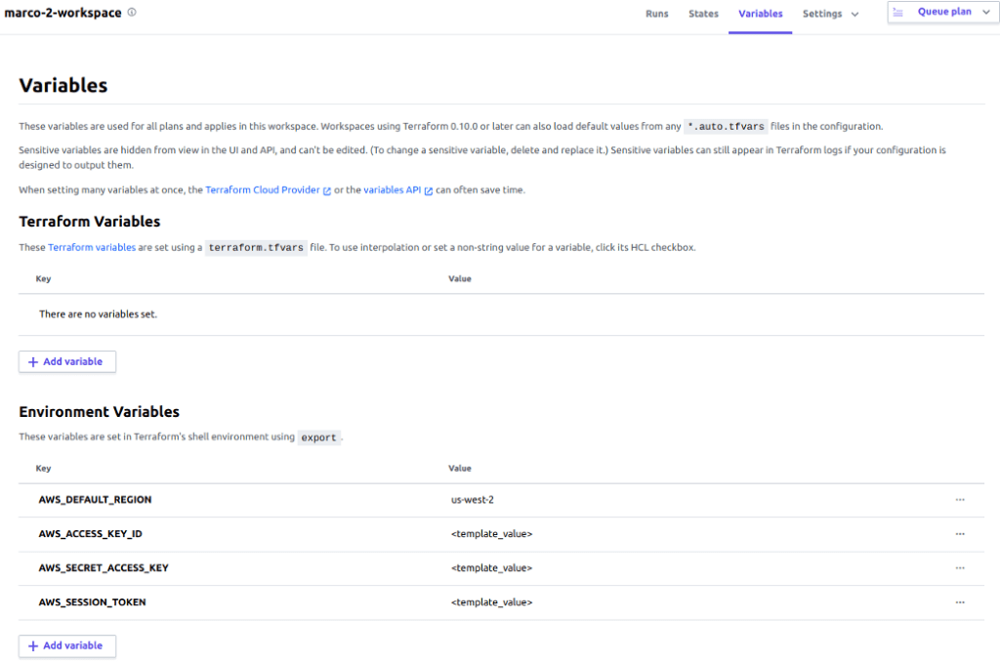 marco-2-workspace
Runs States Variables Settings Queue plan
Variables
These variables are used for all plans and applies in this workspace. Workspaces using Terraform 0.10.0 or later can also load default values from any *.auto.tfvars files in the configuration.
Sensitive variables are hidden from view in the UI and API, and can't be edited. (To change a sensitive variable, delete and replace it.) Sensitive variables can still appear in Terraform logs if your configuration is
designed to output them.
When setting many variables at once, the Terraform Cloud Provider or the variables API can often save time.
Terraform Variables
These Terraform variables are set using a terraform.tfvars file. To use interpolation or set a non-string value for a variable, click its HCL checkbox.
Key Value
There are no variables set.
+ Add variable
Environment Variables
These variables are set in Terraform's shell environment using export.
Key Value
AWS_DEFAULT_REGION us-west-2 ...
AWS_ACCESS_KEY_ID <template_value> ...
AWS_SECRET_ACCESS_KEY <template_value> ...
AWS_SESSION_TOKEN <template_value> ...
+ Add variable